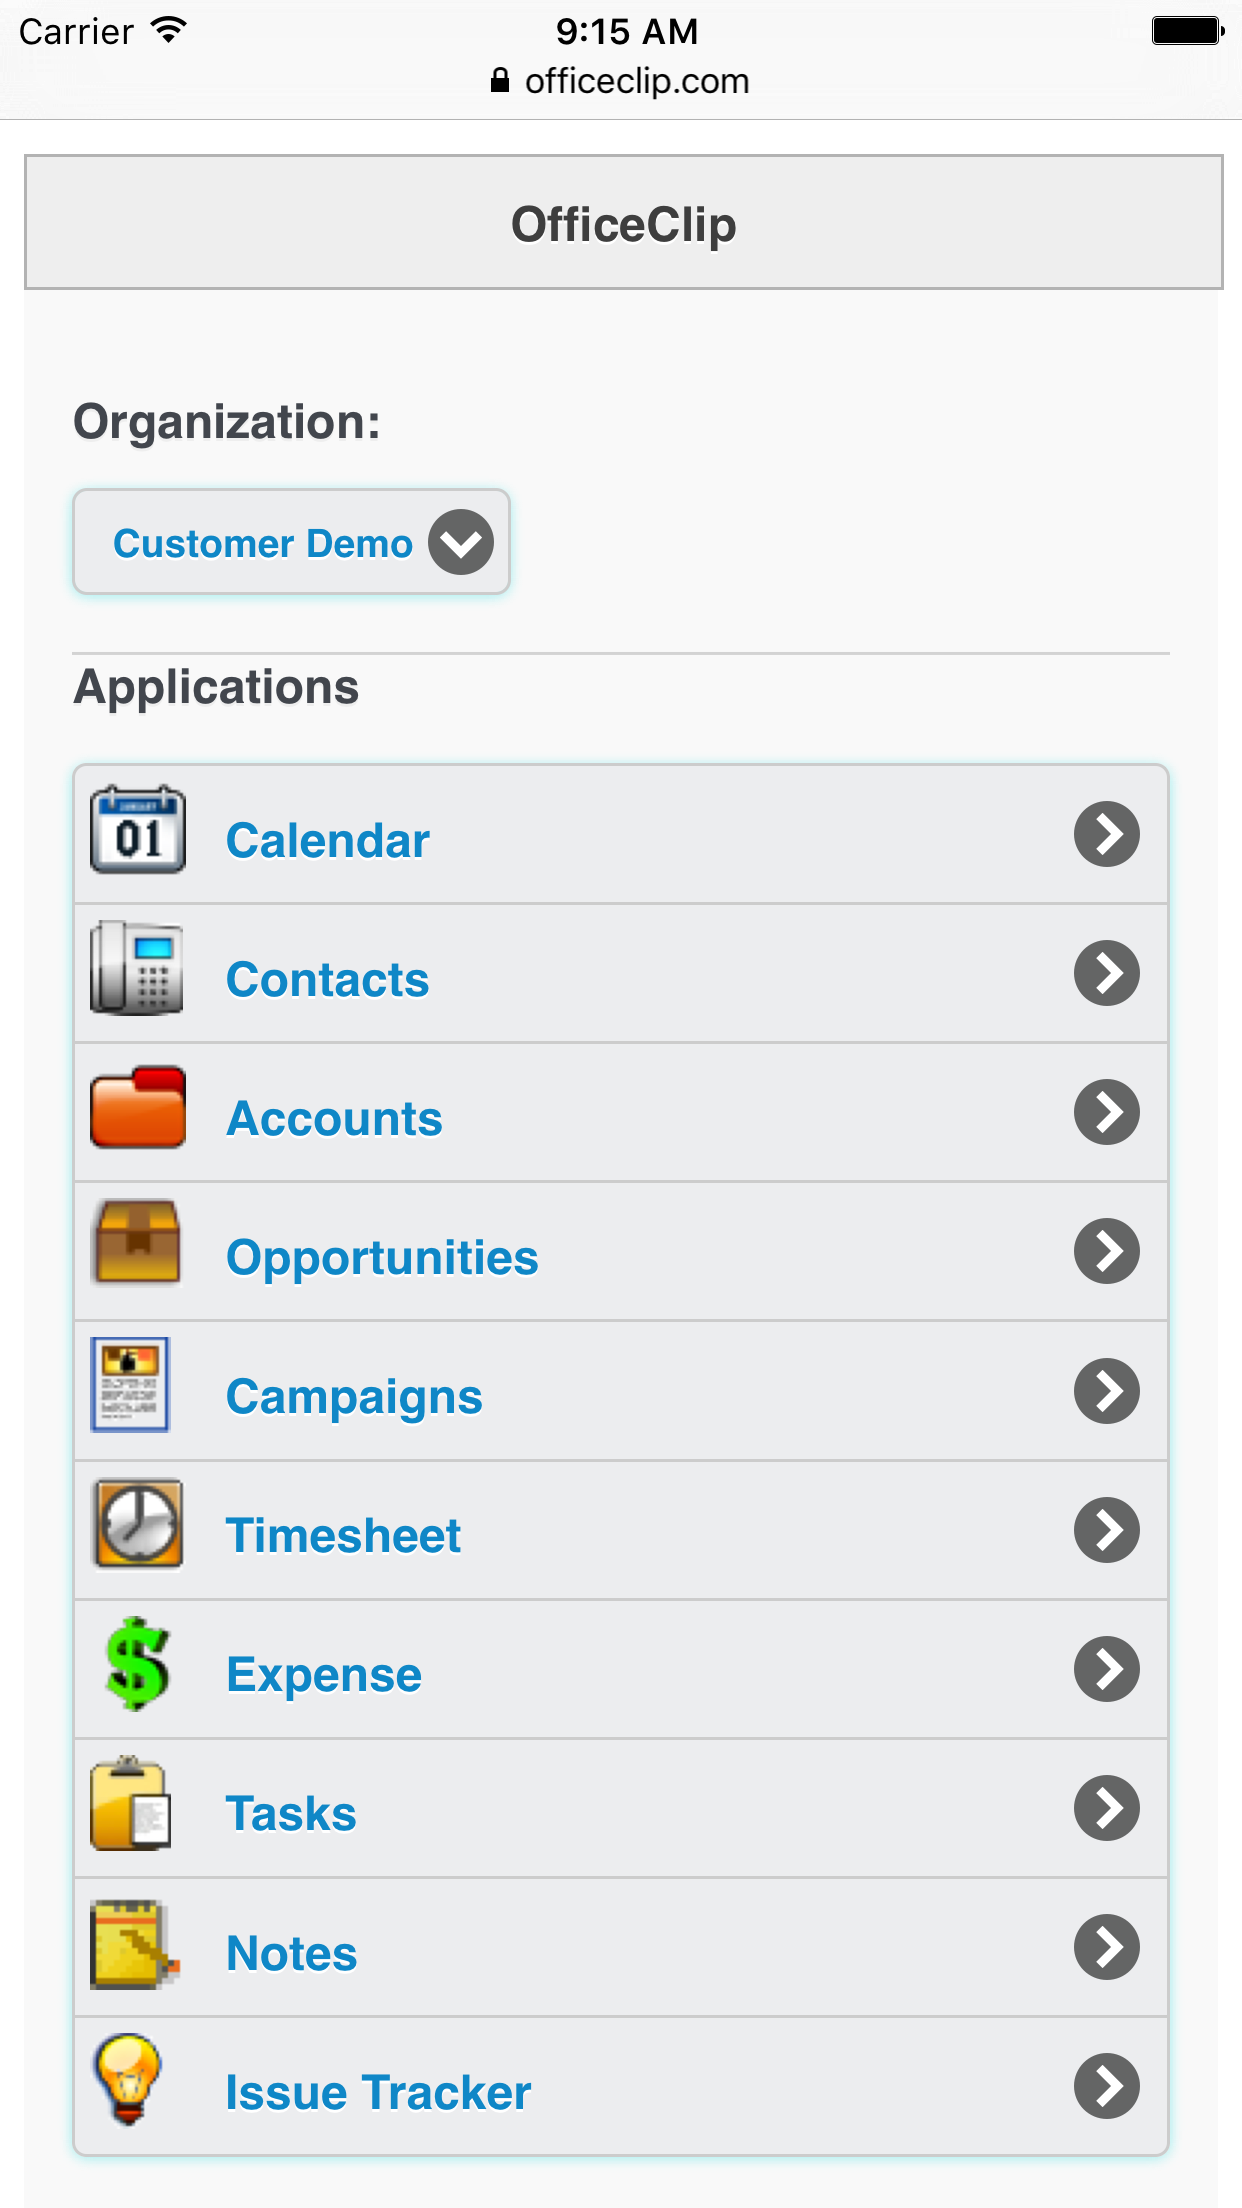 Carrier 9:15 AM
officeclip.com
OfficeClip
Organization:
Customer Demo
Applications
01
Calendar
Contacts
Accounts
Opportunities
Campaigns
Timesheet
Expense
Tasks
Notes
Issue Tracker